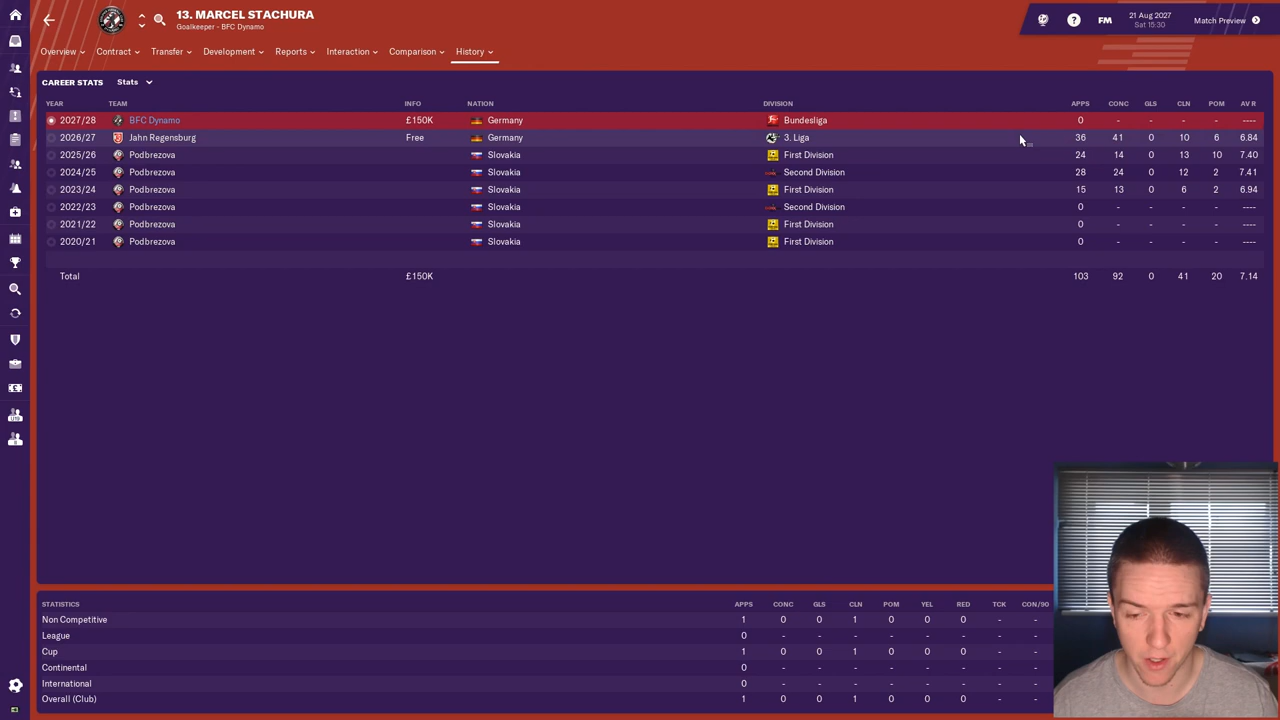 13. MARCEL STACHURA
Goalkeeper - BFC Dynamo
? FM 21 Aug 2027
Sat 15:30 Match Preview
Overview Contract Transfer Development Reports Interaction Comparison History
CAREER STATS Stats
YEAR TEAM INFO NATION DIVISION APPS CONC GLS CLN POM AV R
2027/28 BFC Dynamo £150K Germany Bundesliga 0 - - - - ----
2026/27 Jahn Regensburg Free Germany 3. Liga 36 41 0 10 6 6.84
2025/26 Podbrezova Slovakia First Division 24 14 0 13 10 7.40
2024/25 Podbrezova Slovakia Second Division 28 24 0 12 2 7.41
2023/24 Podbrezova Slovakia First Division 15 13 0 6 2 6.94
2022/23 Podbrezova Slovakia Second Division 0 - - - - ----
2021/22 Podbrezova Slovakia First Division 0 - - - - ----
2020/21 Podbrezova Slovakia First Division 0 - - - - ----
Total £150K 103 92 0 41 20 7.14
STATISTICS APPS CONC GLS CLN POM YEL RED TCK CON/90
Non Competitive 1 0 0 1 0 0 0 - -
League 0 - - - - - - - -
Cup 1 0 0 1 0 0 0 - -
Continental 0 - - - - - - - -
International 0 - - - - - - - -
Overall (Club) 1 0 0 1 0 0 0 - -